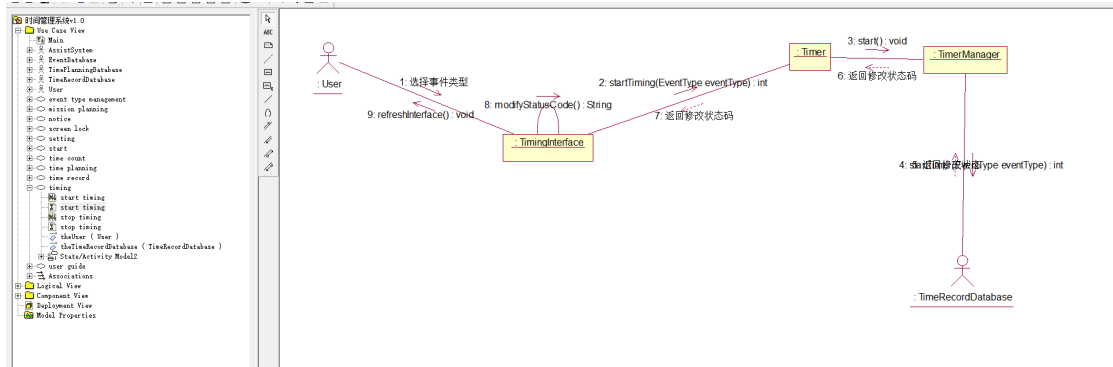 时间管理系统v1.0
Use Case View
Main
AssistSystem
EventDatabase
TimePlanningDatabase
TimeRecordDatabase
User
event type management
mission planning
notice
screen lock
setting
start
time count
time planning
time record
timing
start timing
start timing
stop timing
stop timing
theUser ( User )
theTimeRecordDatabase ( TimeRecordDatabase )
State/Activity Model2
user guide
Associations
Logical View
Component View
Deployment View
Model Properties
ABC
: User
1: 选择事件类型
9: refreshInterface() : void
8: modifyStatusCode() : String
: TimingInterface
2: startTiming(EventType eventType) : int
7: 返回修改状态码
: Timer
3: start() : void
6: 返回修改状态码
: TimerManager
eventType) : int
: TimeRecordDatabase